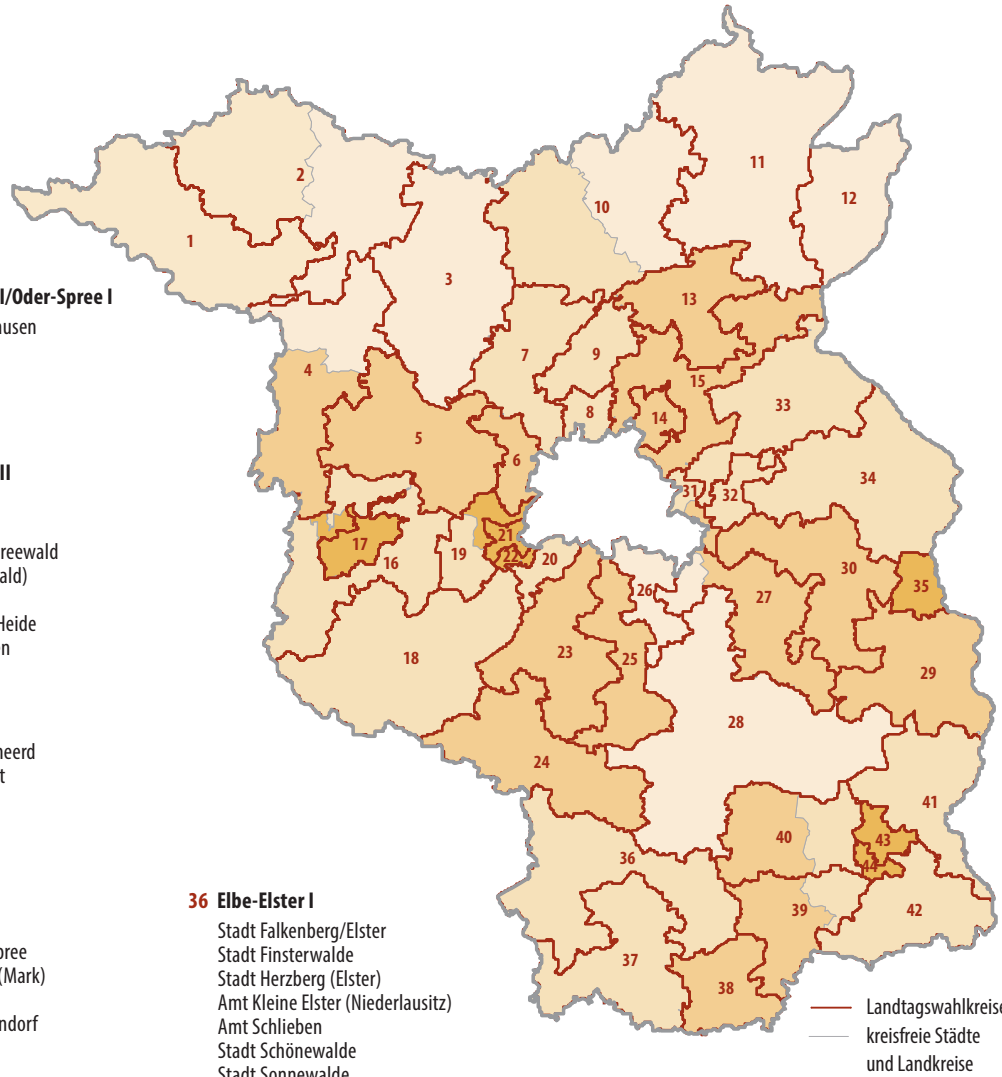 I/Oder-Spree I
ausen
II
reewald
ald)
Heide
en
neerd
t
pree
(Mark)
ndorf
36 Elbe-Elster I
Stadt Falkenberg/Elster
Stadt Finsterwalde
Stadt Herzberg (Elster)
Amt Kleine Elster (Niederlausitz)
Amt Schlieben
Stadt Schönewalde
Stadt Sonnewalde
1
2
3
4
5
6
7
8
9
10
11
12
13
14
15
16
17
18
19
20
21
22
23
24
25
26
27
28
29
30
31
32
33
34
35
36
37
38
39
40
41
42
43
44
Landtagswahlkreise
kreisfreie Städte
und Landkreise